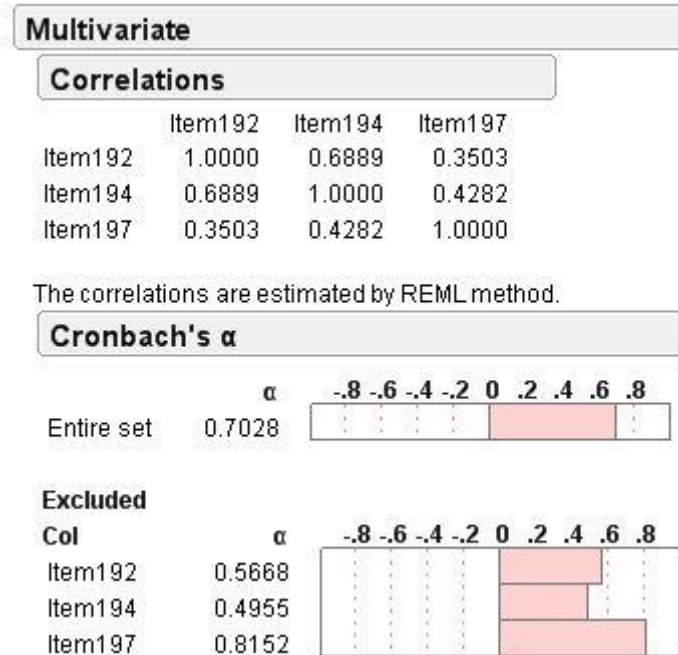 Multivariate
Correlations
Item192 Item194 Item197
Item192 1.0000 0.6889 0.3503
Item194 0.6889 1.0000 0.4282
Item197 0.3503 0.4282 1.0000
The correlations are estimated by REML method.
Cronbach's α
α -.8 -.6 -.4 -.2 0 .2 .4 .6 .8
Entire set 0.7028
Excluded
Col α -.8 -.6 -.4 -.2 0 .2 .4 .6 .8
Item192 0.5668
Item194 0.4955
Item197 0.8152